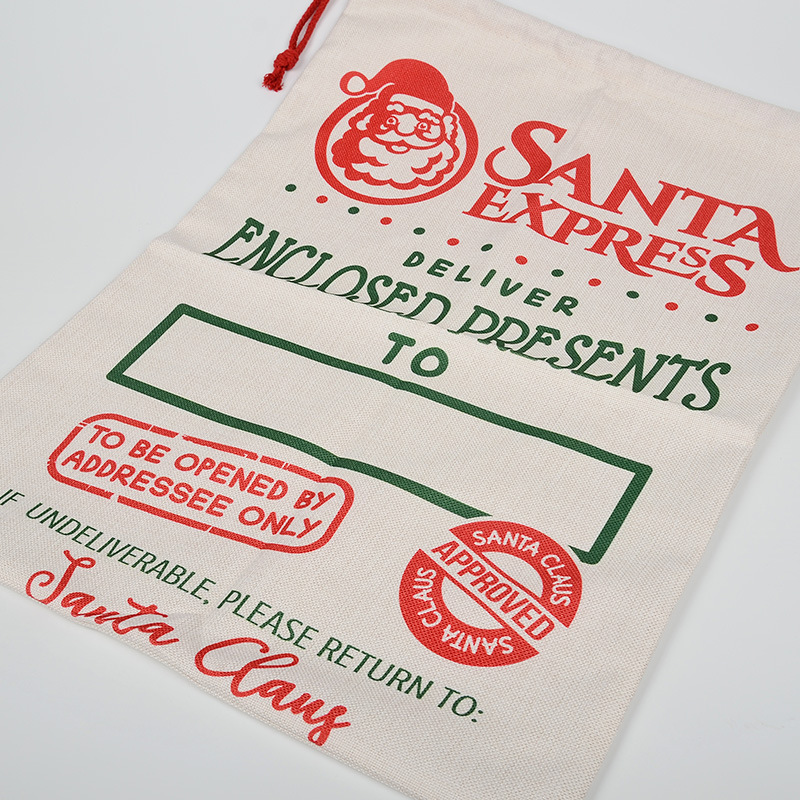 SANTA
EXPRESS
DELIVER
ENCLOSED PRESENTS
TO
TO BE OPENED BY
ADDRESSEE ONLY
SANTA CLAUS
APPROVED
SANTA CLAUS
IF UNDELIVERABLE, PLEASE RETURN TO:
Santa Claus